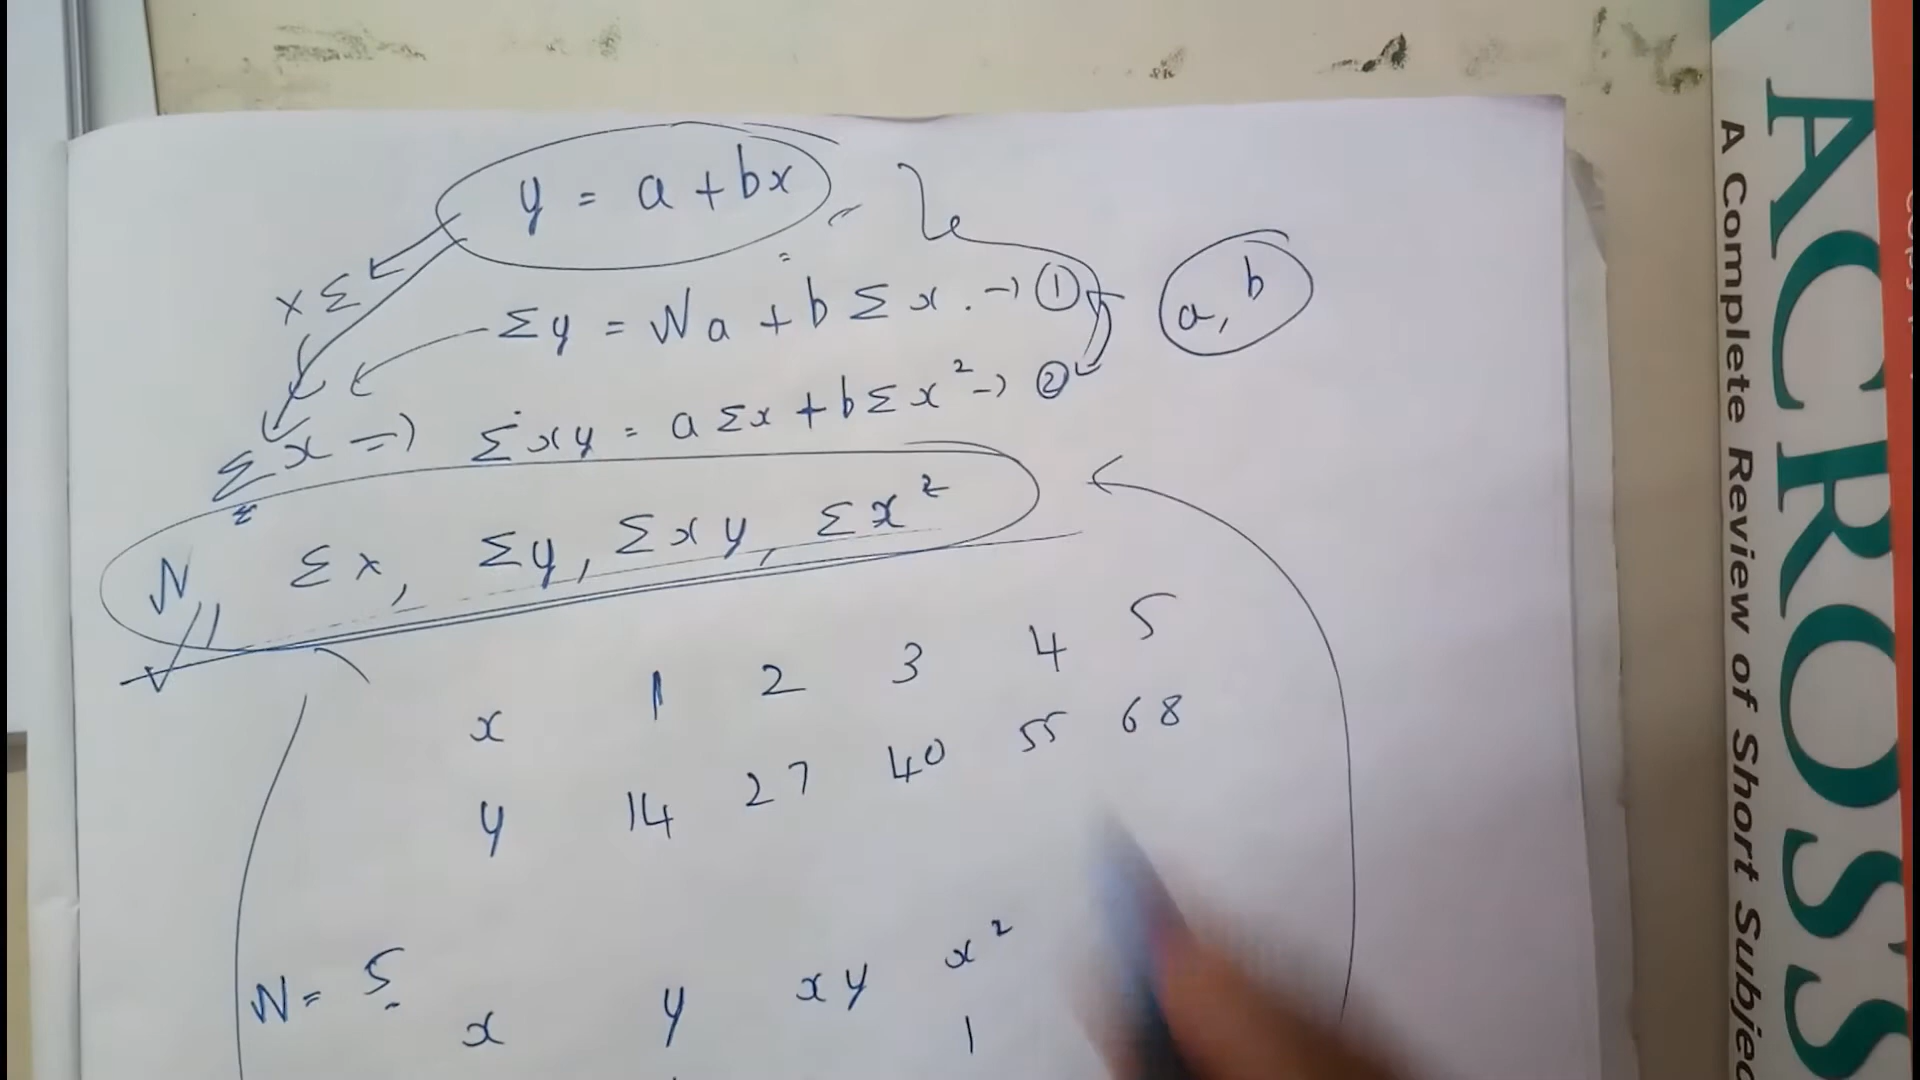 y = a + bx
x Σ
Σy = Na + bΣx . → ①
a, b
Σx ⇒ Σxy = aΣx + bΣx² → ②
N, Σx, Σy, Σxy, Σx²
x 1 2 3 4 5
y 14 27 40 55 68
N = 5
x y xy x²
1
ACROSS
A Complete Review of Short Subjec